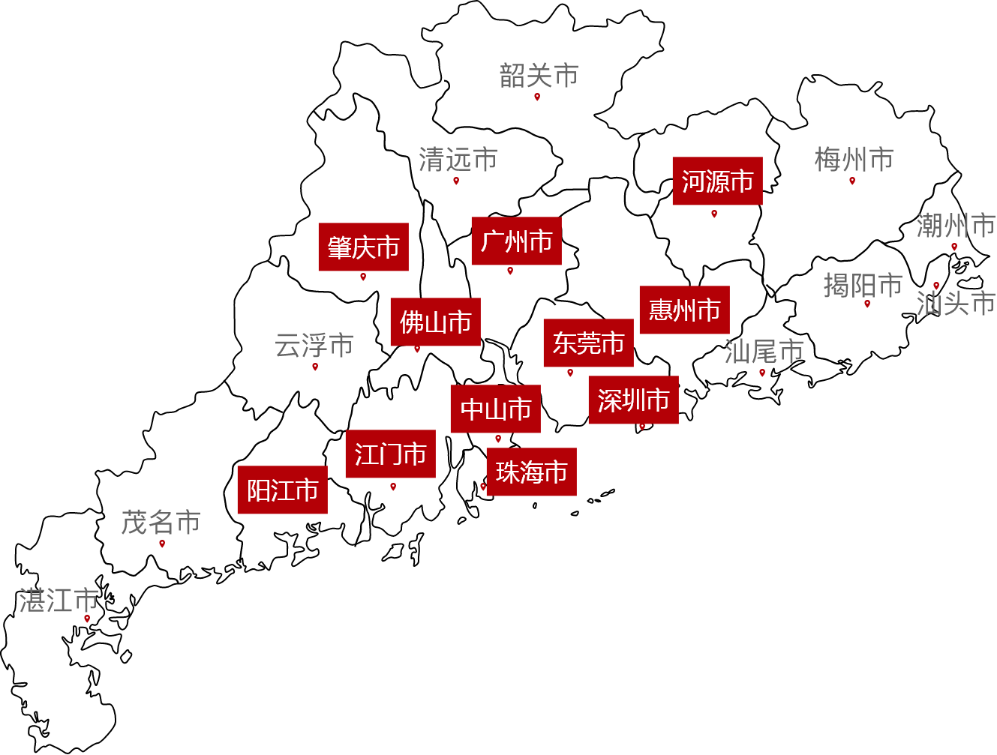 韶关市
清远市
梅州市
河源市
潮州市
肇庆市
广州市
揭阳市
汕头市
惠州市
佛山市
云浮市
东莞市
汕尾市
深圳市
中山市
江门市
珠海市
阳江市
茂名市
湛江市